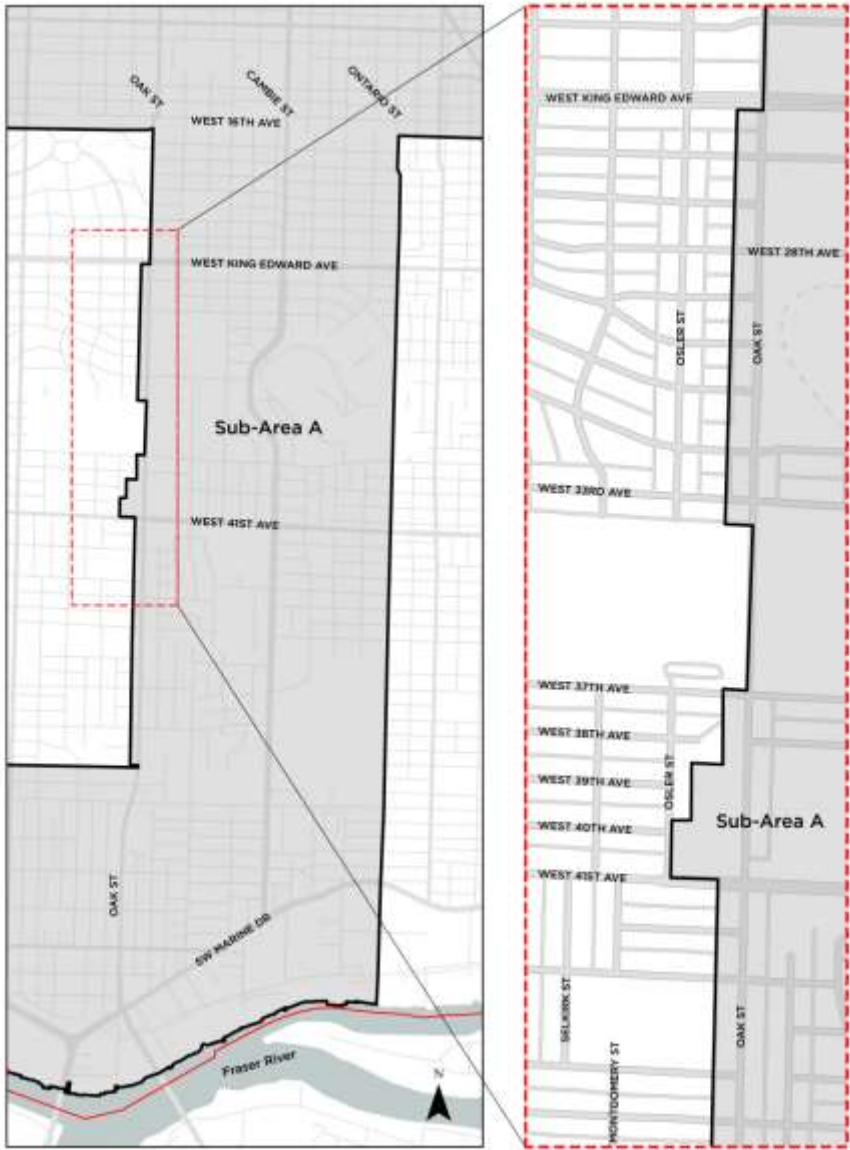 OAK ST
CAMBIE ST
ONTARIO ST
WEST 16TH AVE
WEST KING EDWARD AVE
Sub-Area A
WEST 41ST AVE
OAK ST
SW MARINE DR
Fraser River
N
WEST KING EDWARD AVE
WEST 28TH AVE
OSLER ST
OAK ST
WEST 33RD AVE
WEST 37TH AVE
WEST 38TH AVE
OSLER ST
WEST 39TH AVE
Sub-Area A
WEST 40TH AVE
WEST 41ST AVE
SELKIRK ST
OAK ST
MONTGOMERY ST